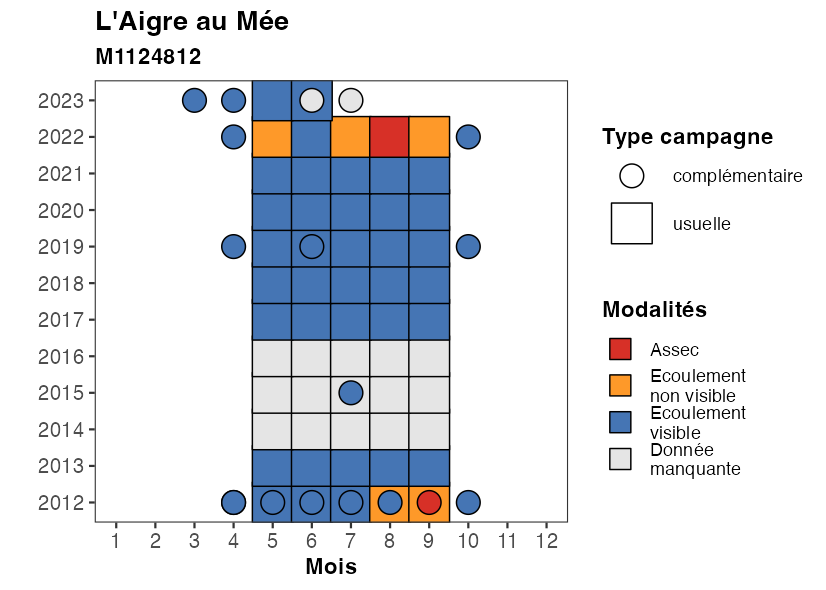 L'Aigre au Mée
M1124812
2023
2022
2021
2020
2019
2018
2017
2016
2015
2014
2013
2012
1 2 3 4 5 6 7 8 9 10 11 12
Mois
Type campagne
complémentaire
usuelle
Modalités
Assec
Ecoulement
non visible
Ecoulement
visible
Donnée
manquante